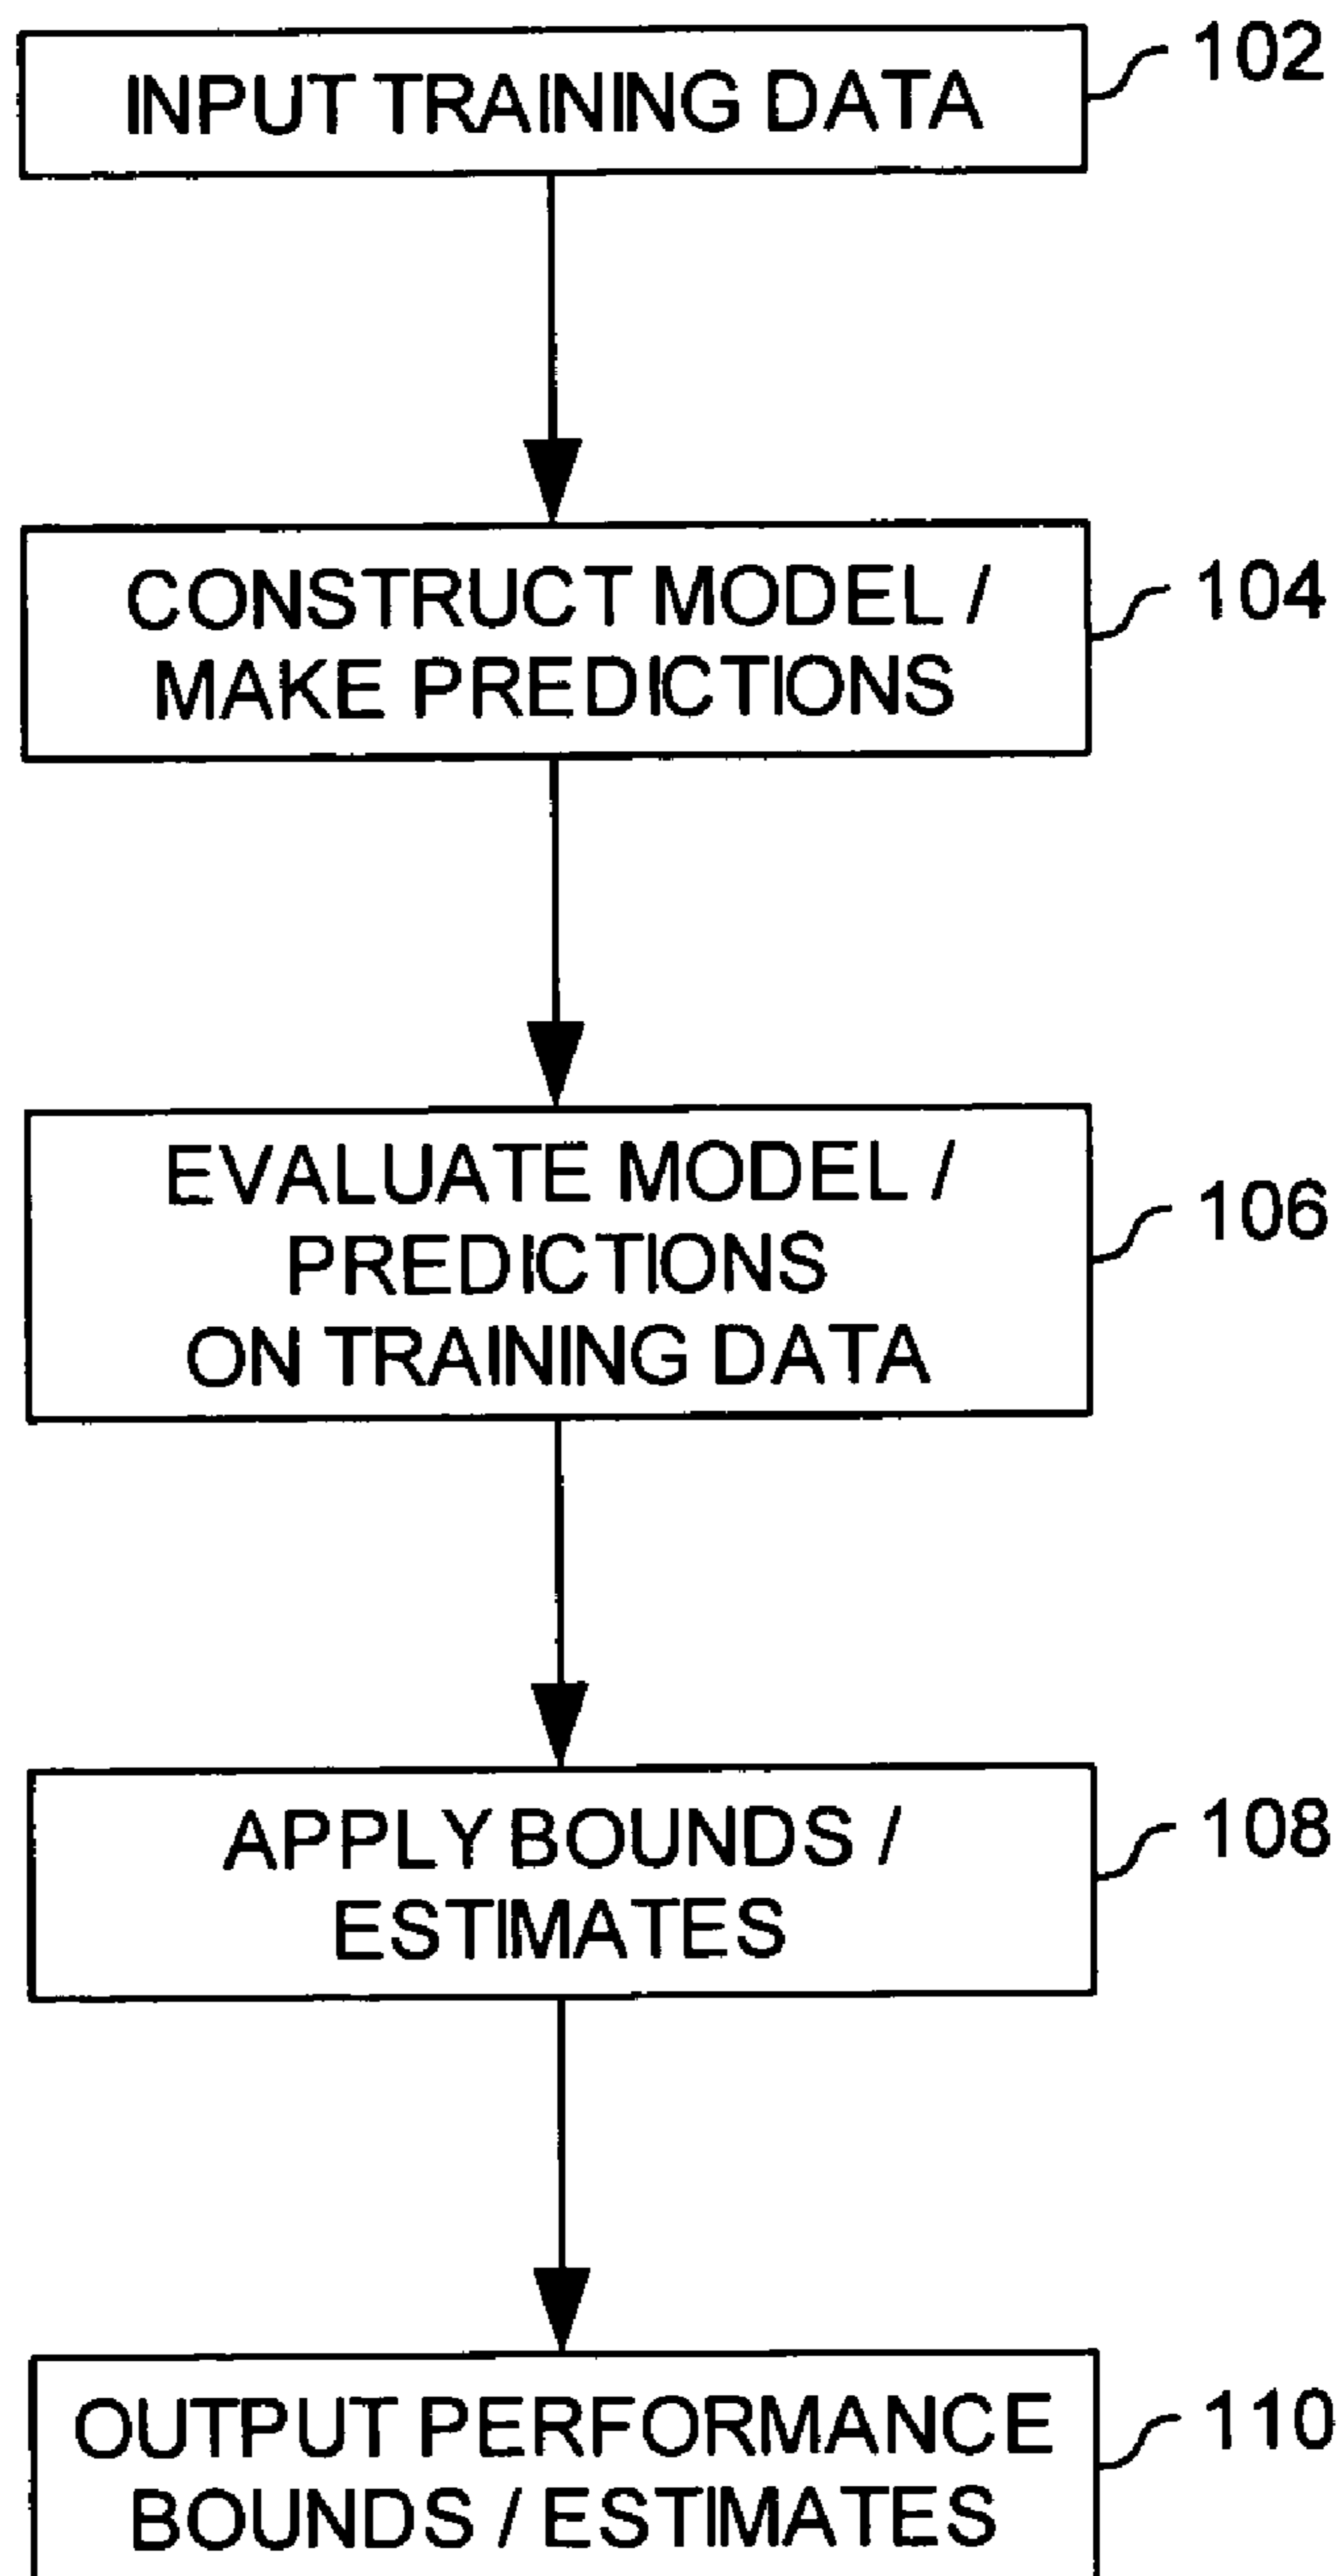 INPUT TRAINING DATA
102
CONSTRUCT MODEL /
MAKE PREDICTIONS
104
EVALUATE MODEL /
PREDICTIONS
ON TRAINING DATA
106
APPLY BOUNDS /
ESTIMATES
108
OUTPUT PERFORMANCE
BOUNDS / ESTIMATES
110